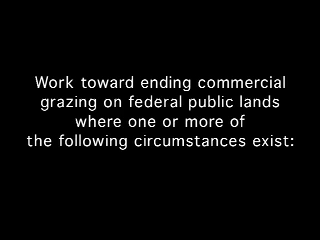 Work toward ending commercial
grazing on federal public lands
where one or more of
the following circumstances exist: